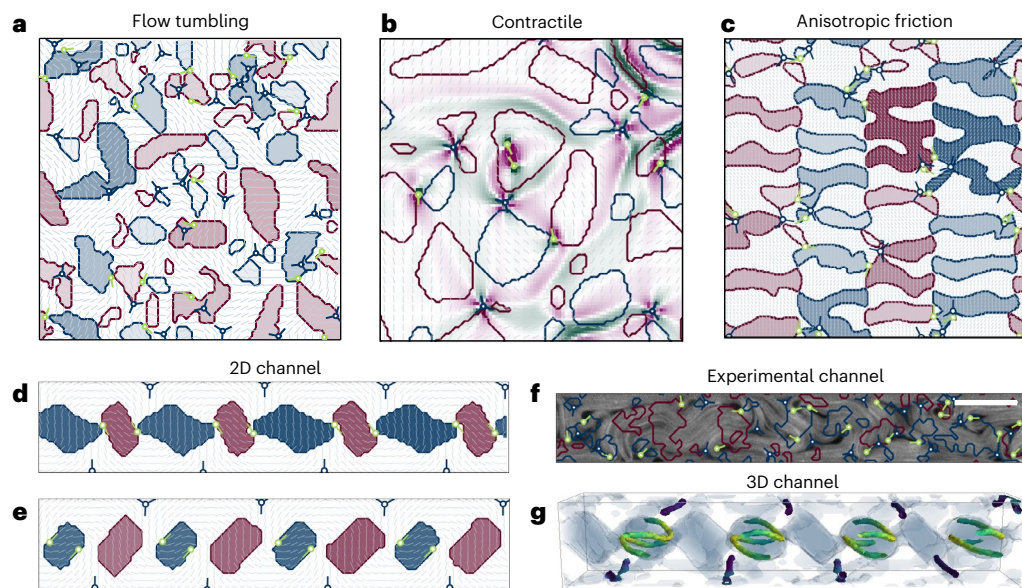 a Flow tumbling
b Contractile
c Anisotropic friction
2D channel
d
e
Experimental channel
f
3D channel
g